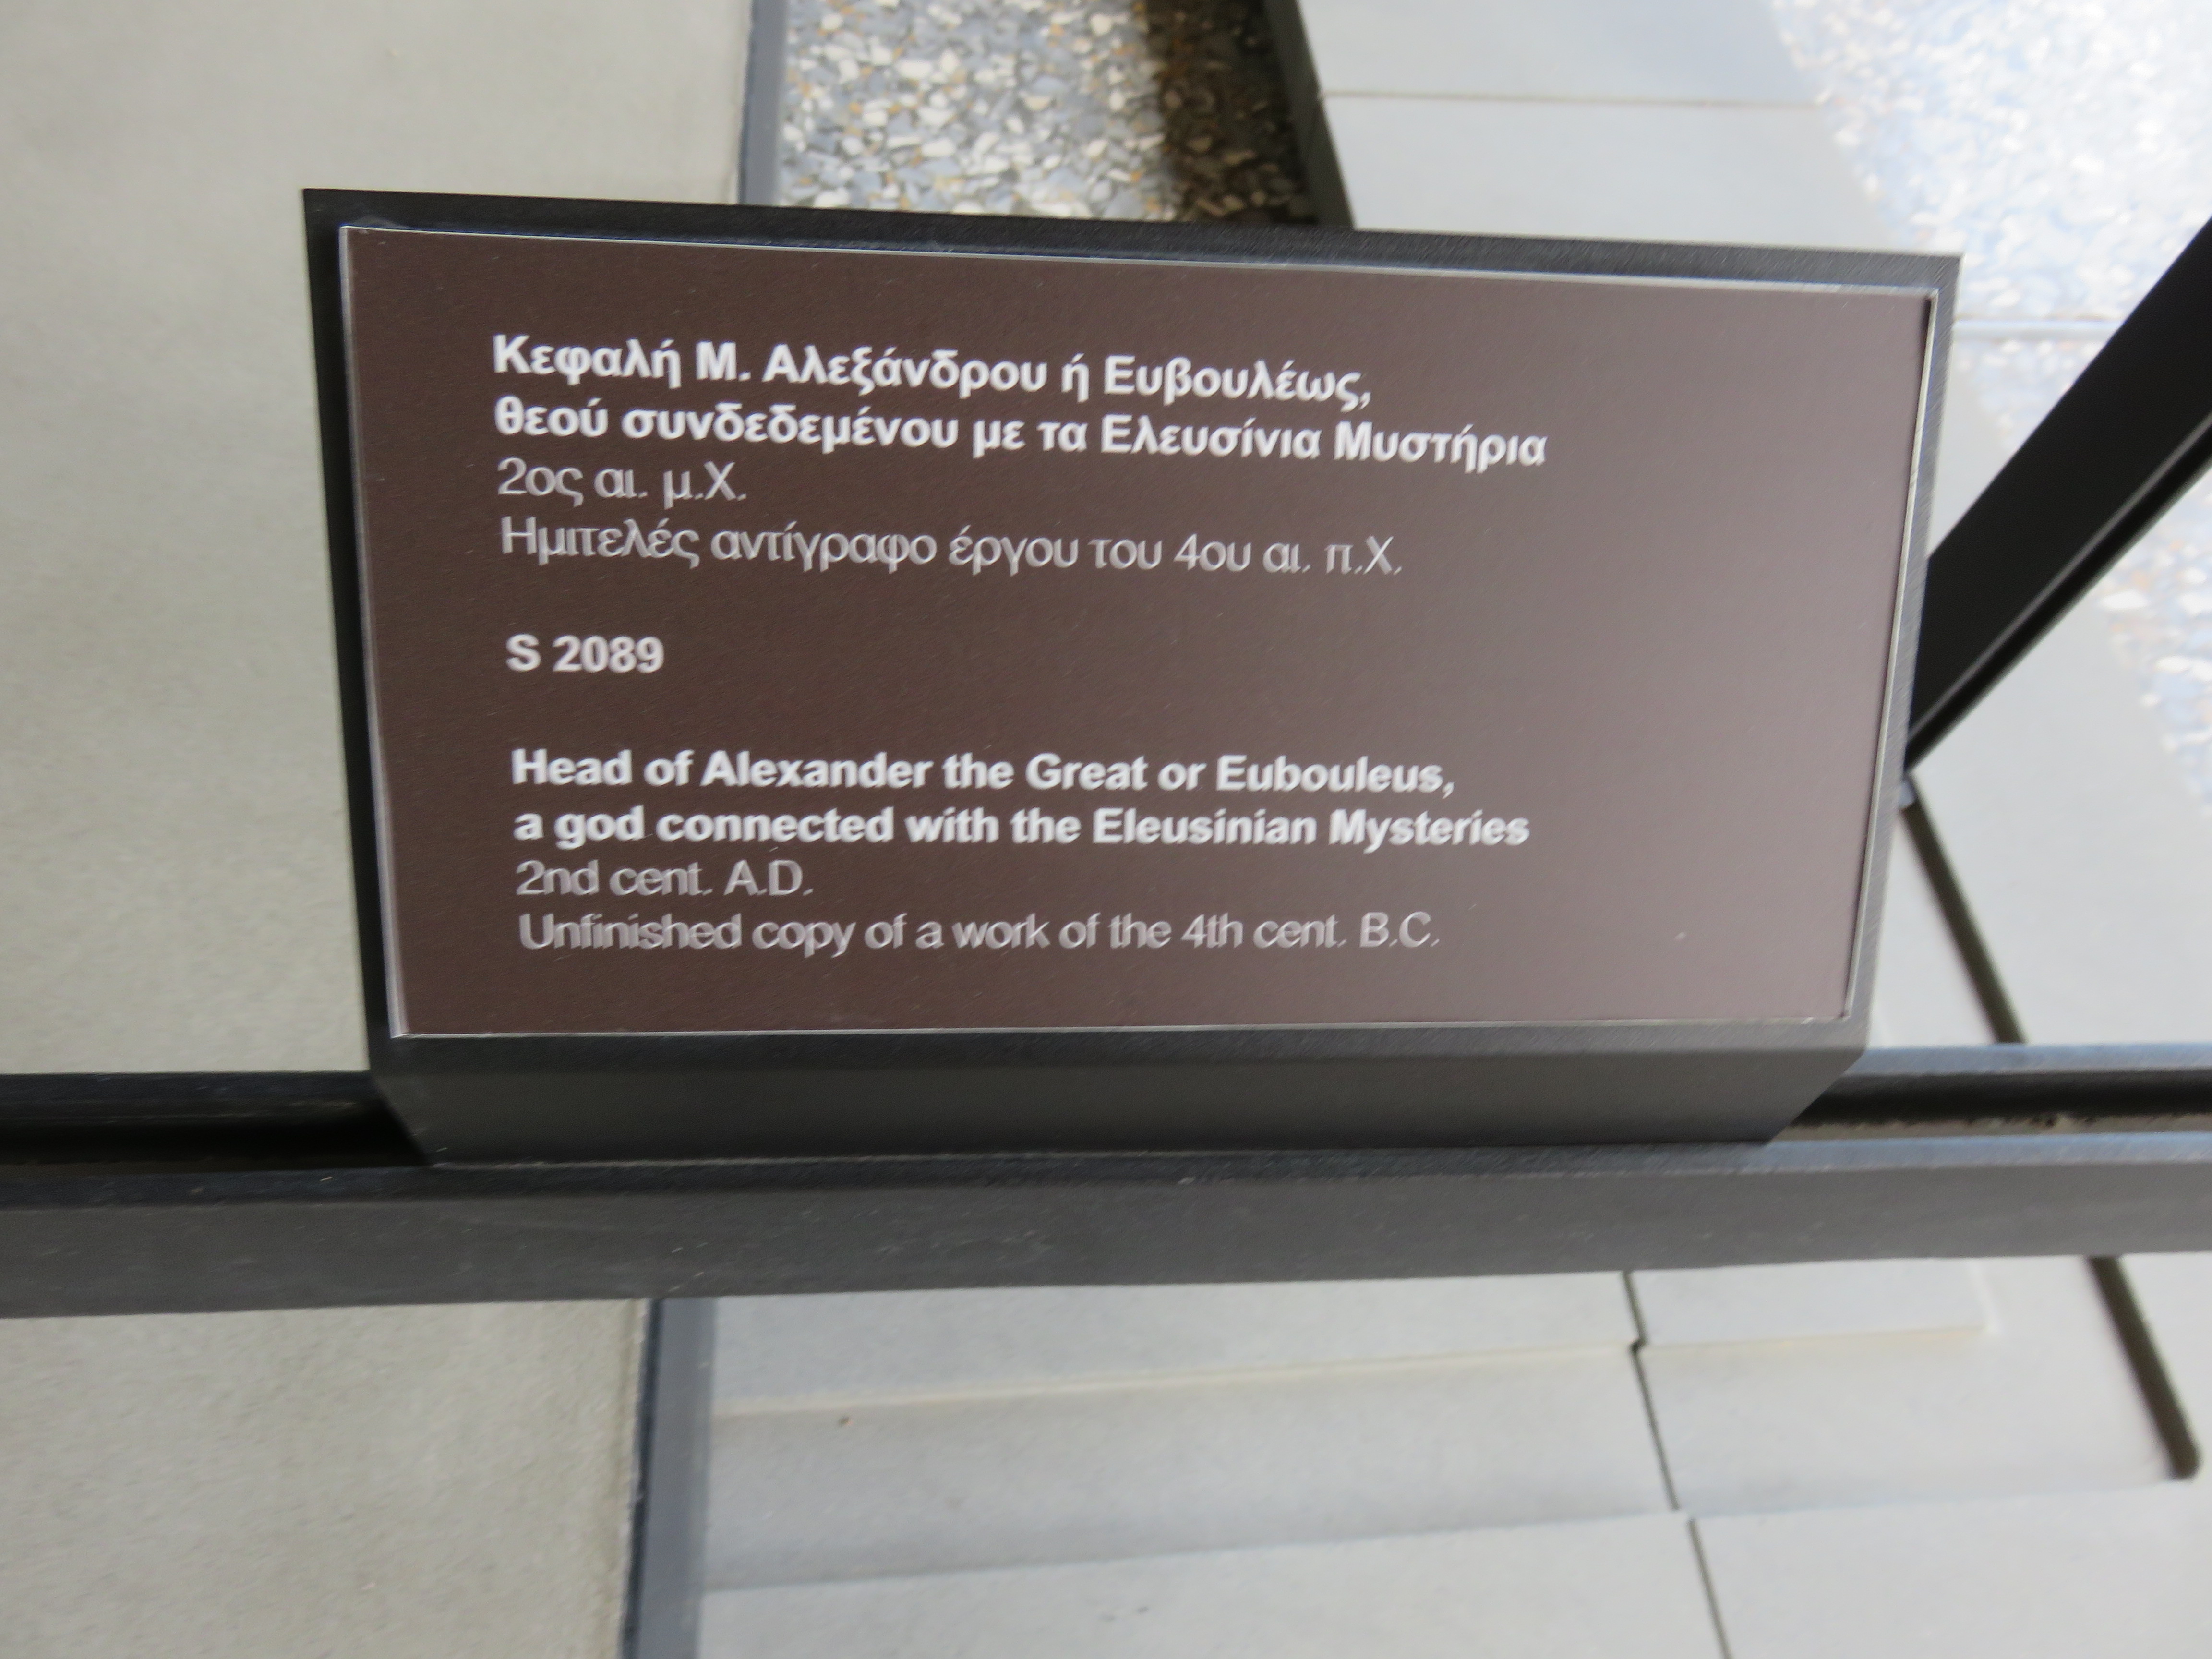 Κεφαλή Μ. Αλεξάνδρου ή Ευβουλέως,
θεού συνδεδεμένου με τα Ελευσίνια Μυστήρια
2ος αι. μ.Χ.
Ημιτελές αντίγραφο έργου του 4ου αι. π.Χ.
S 2089
Head of Alexander the Great or Eubouleus,
a god connected with the Eleusinian Mysteries
2nd cent. A.D.
Unfinished copy of a work of the 4th cent. B.C.